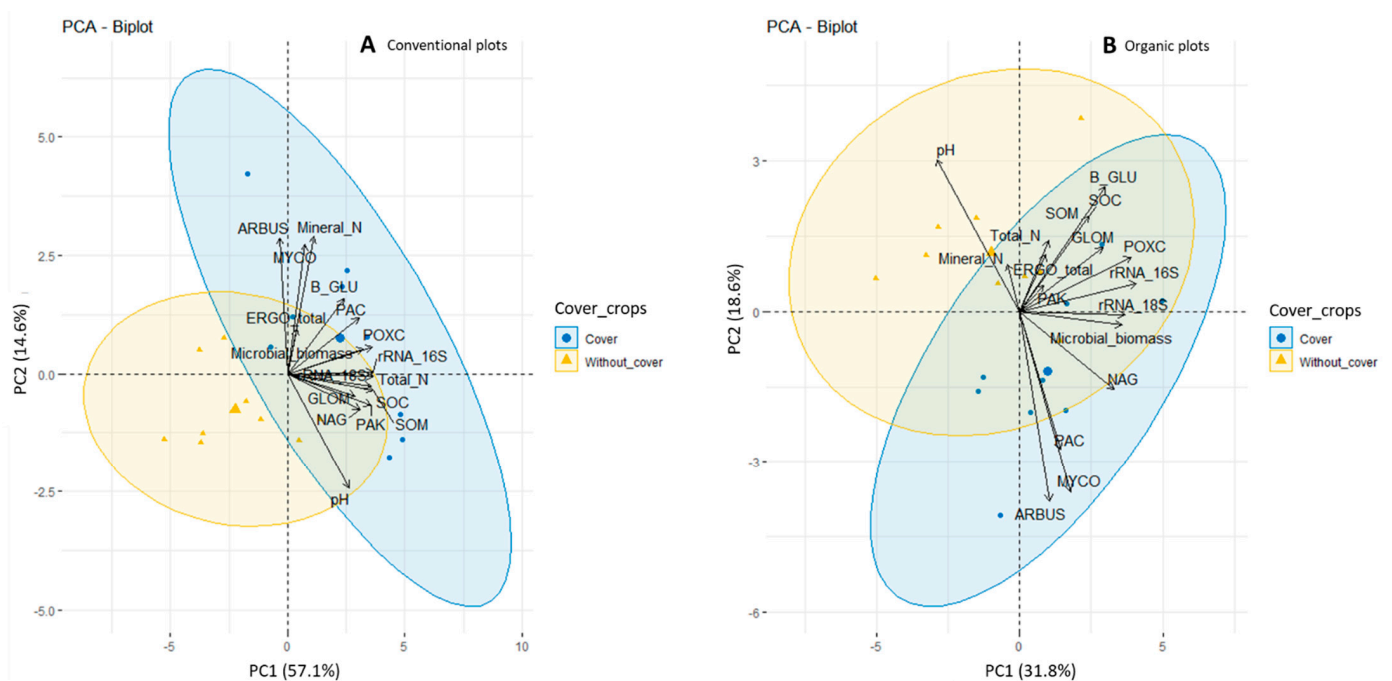 PCA - Biplot
A Conventional plots
5.0
2.5
0.0
-2.5
-5.0
PC2 (14.6%)
ARBUS
Mineral_N
MYCO
B_GLU
PAC
ERGO_total
POXC
Microbial_biomass
rRNA_16S
rRNA_18S
Total_N
GLOM
SOC
NAG
PAK
SOM
pH
-5
0
5
10
PC1 (57.1%)
Cover_crops
Cover
Without_cover
PCA - Biplot
B Organic plots
3
0
-3
-6
PC2 (18.6%)
pH
B_GLU
SOC
SOM
Total_N
GLOM
POXC
Mineral_N
ERGO_total
rRNA_16S
PAK
rRNA_18S
Microbial_biomass
NAG
PAC
MYCO
ARBUS
-5
0
5
PC1 (31.8%)
Cover_crops
Cover
Without_cover